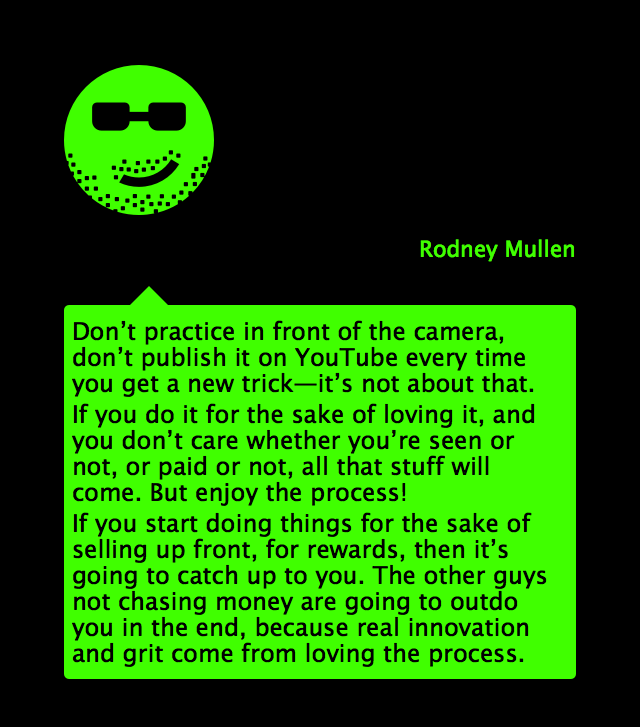 Rodney Mullen
Don’t practice in front of the camera,
don’t publish it on YouTube every time
you get a new trick—it’s not about that.
If you do it for the sake of loving it, and
you don’t care whether you’re seen or
not, or paid or not, all that stuff will
come. But enjoy the process!
If you start doing things for the sake of
selling up front, for rewards, then it’s
going to catch up to you. The other guys
not chasing money are going to outdo
you in the end, because real innovation
and grit come from loving the process.